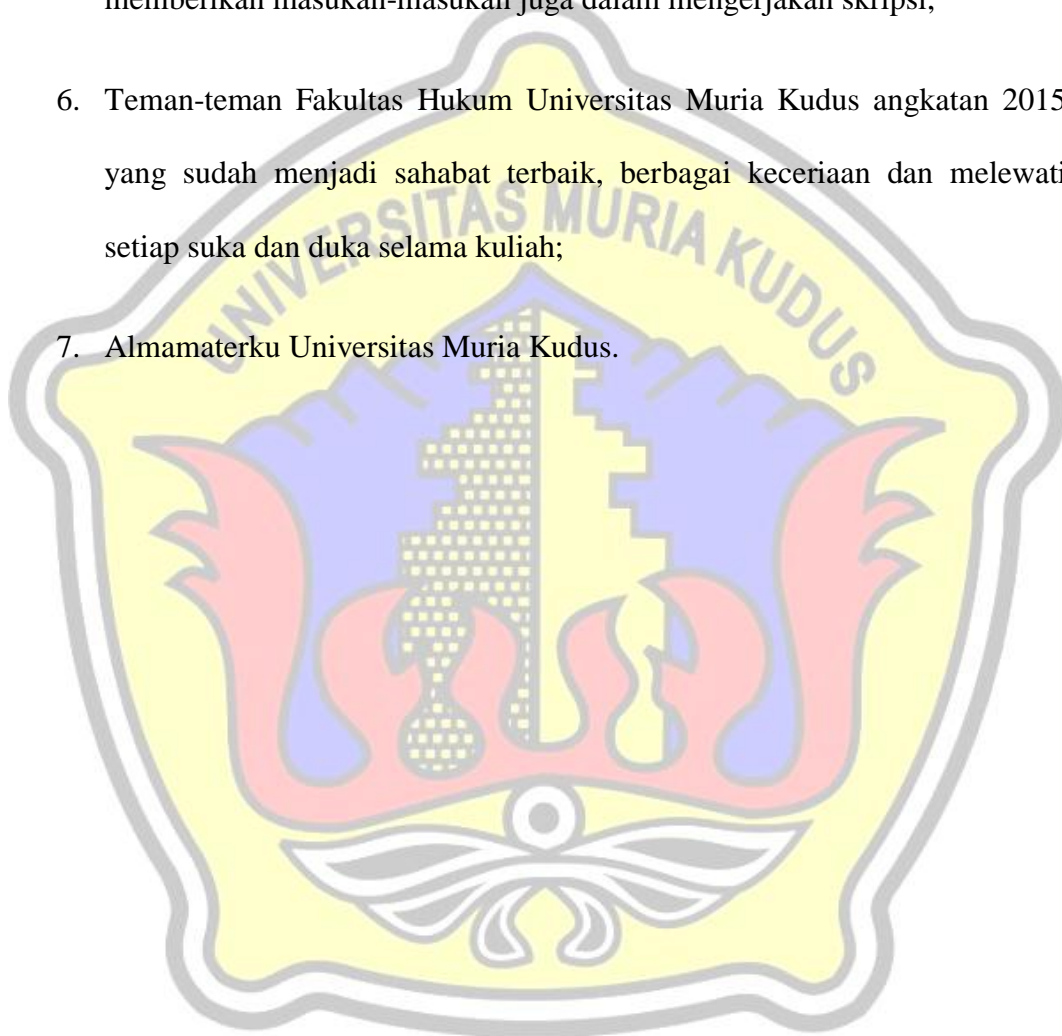 memberikan masukan-masukan juga dalam mengerjakan skripsi;
6. Teman-teman Fakultas Hukum Universitas Muria Kudus angkatan 2015
yang sudah menjadi sahabat terbaik, berbagai keceriaan dan melewati
setiap suka dan duka selama kuliah;
7. Almamaterku Universitas Muria Kudus.
UNIVERSITAS MURIA KUDUS